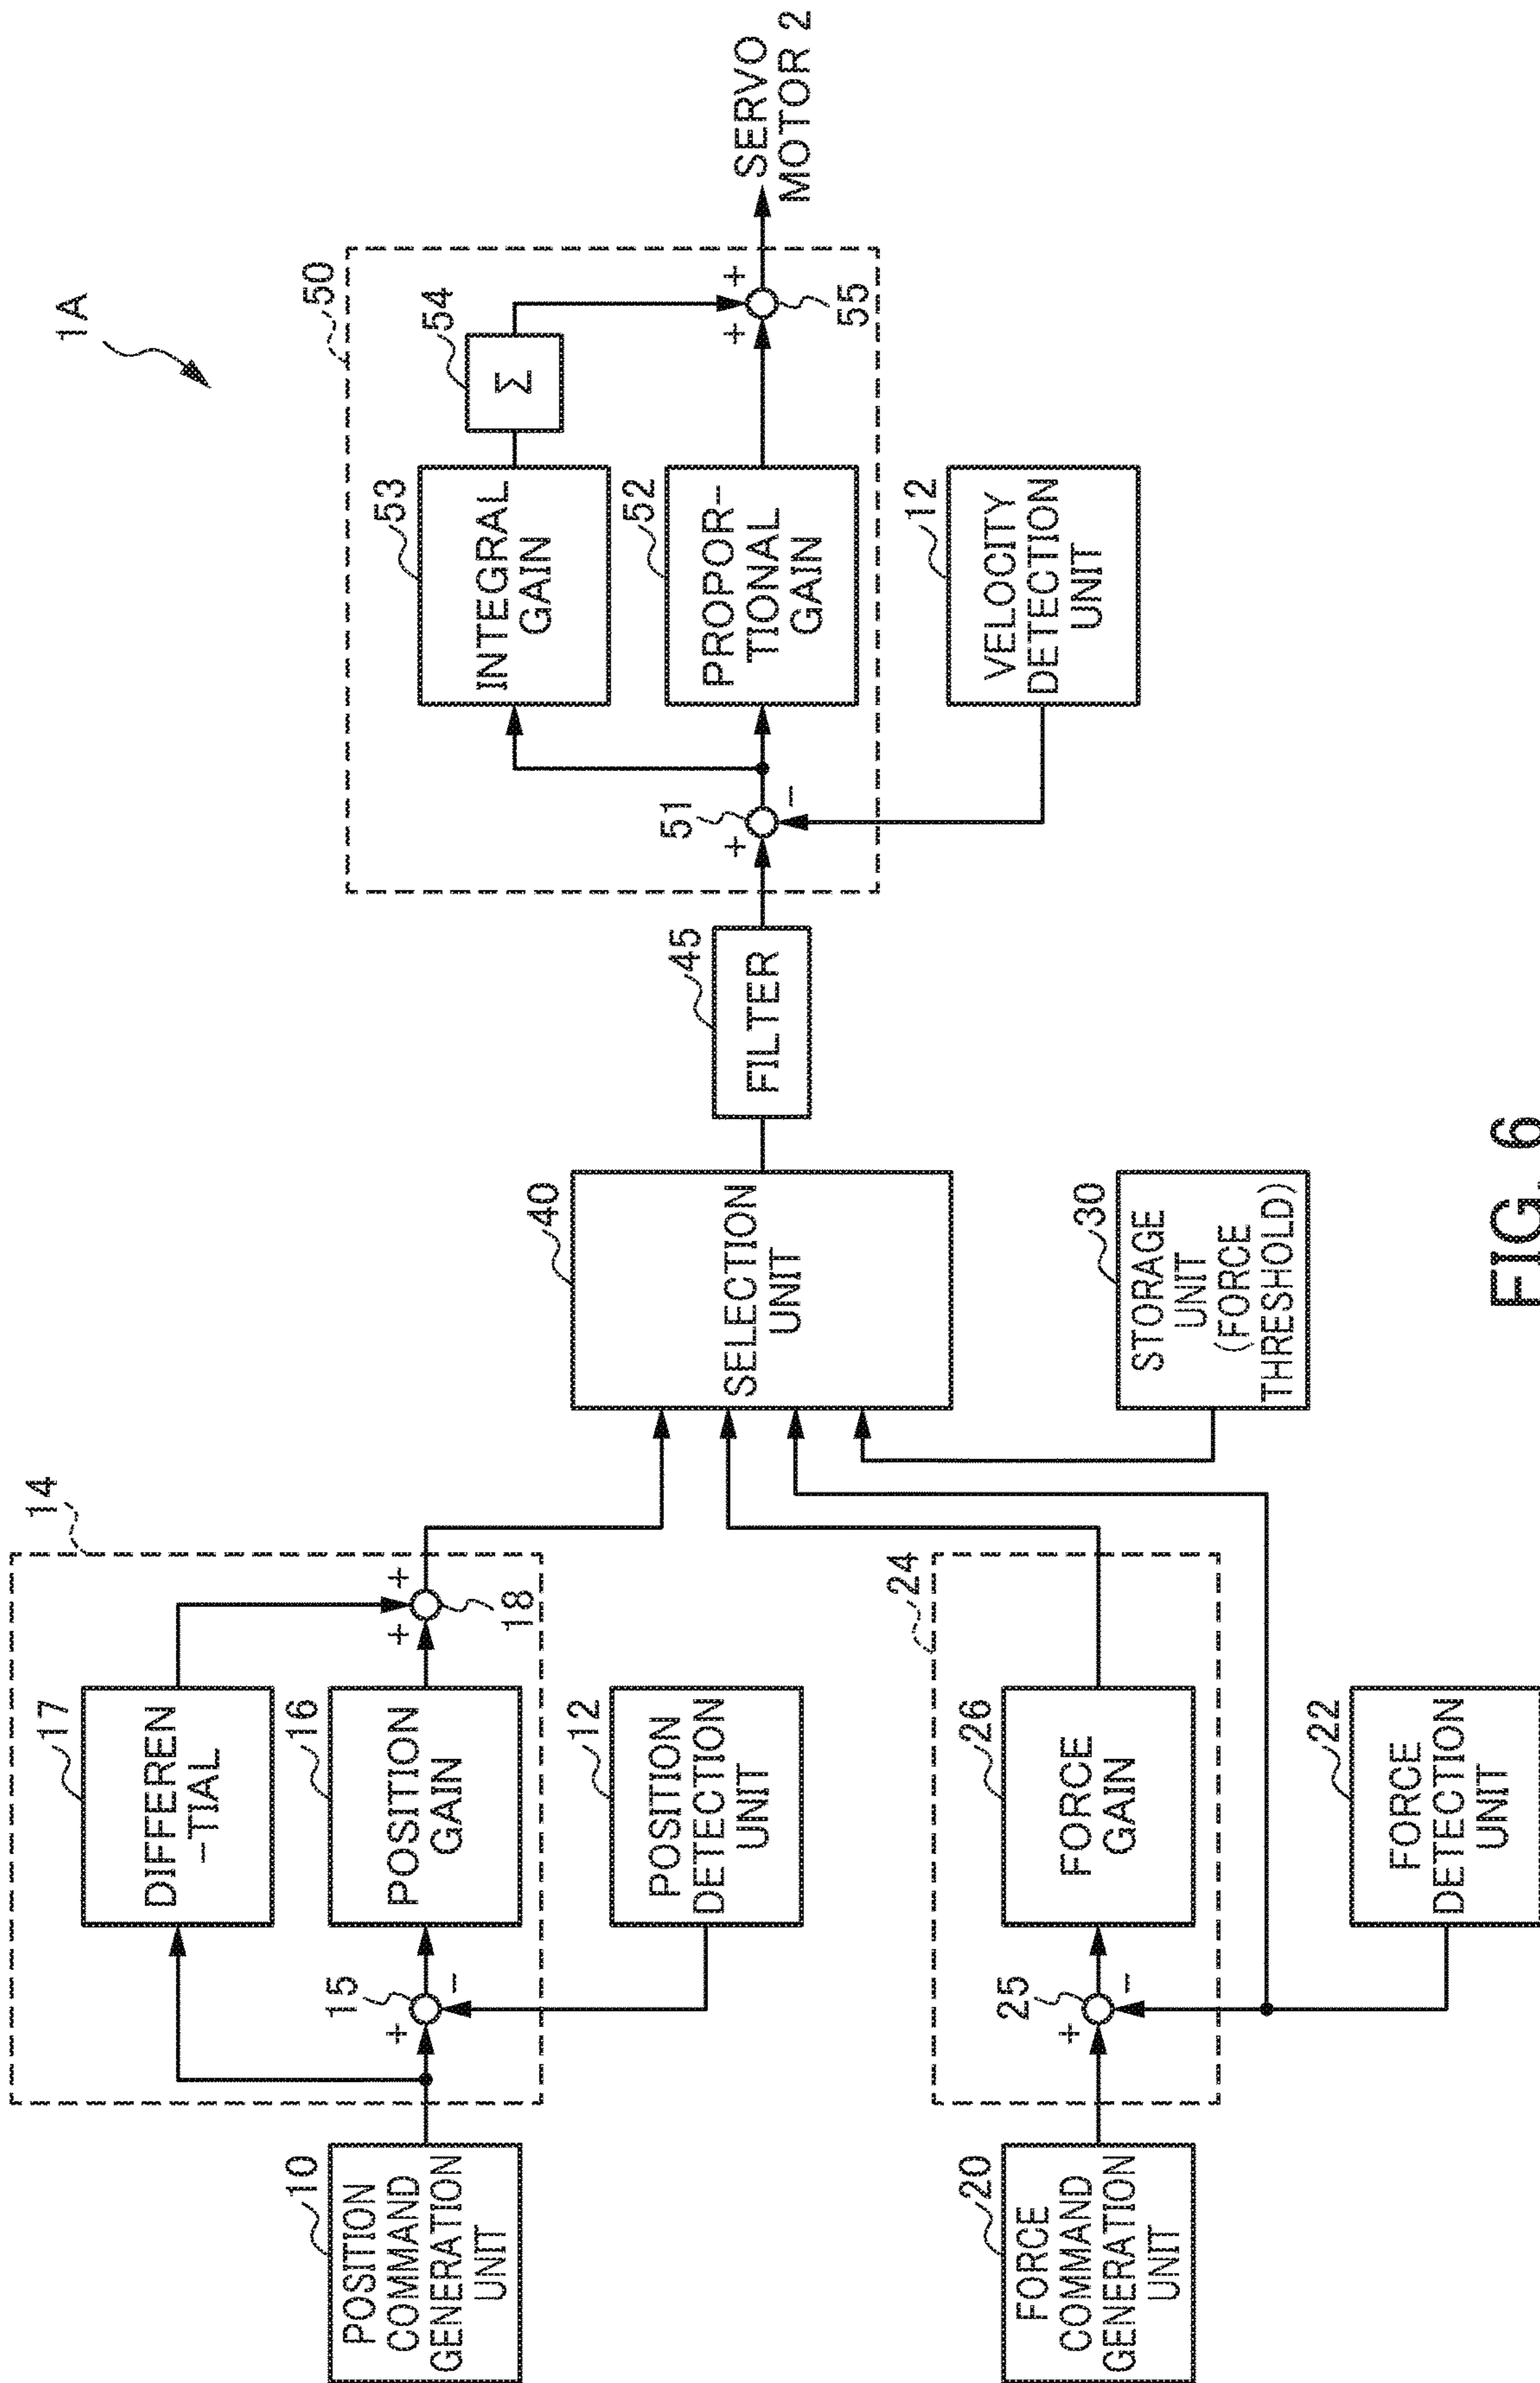 1A
14
17
DIFFEREN
-TIAL
10
POSITION
COMMAND
GENERATION
UNIT
15
+
-
16
POSITION
GAIN
+
+
18
12
POSITION
DETECTION
UNIT
20
FORCE
COMMAND
GENERATION
UNIT
24
25
+
-
26
FORCE
GAIN
22
FORCE
DETECTION
UNIT
40
SELECTION
UNIT
30
STORAGE
UNIT
(FORCE
THRESHOLD)
45
FILTER
50
51
+
-
53
INTEGRAL
GAIN
54
Σ
52
PROPOR-
TIONAL
GAIN
+
+
55
12
VELOCITY
DETECTION
UNIT
SERVO
MOTOR 2
FIG. 6